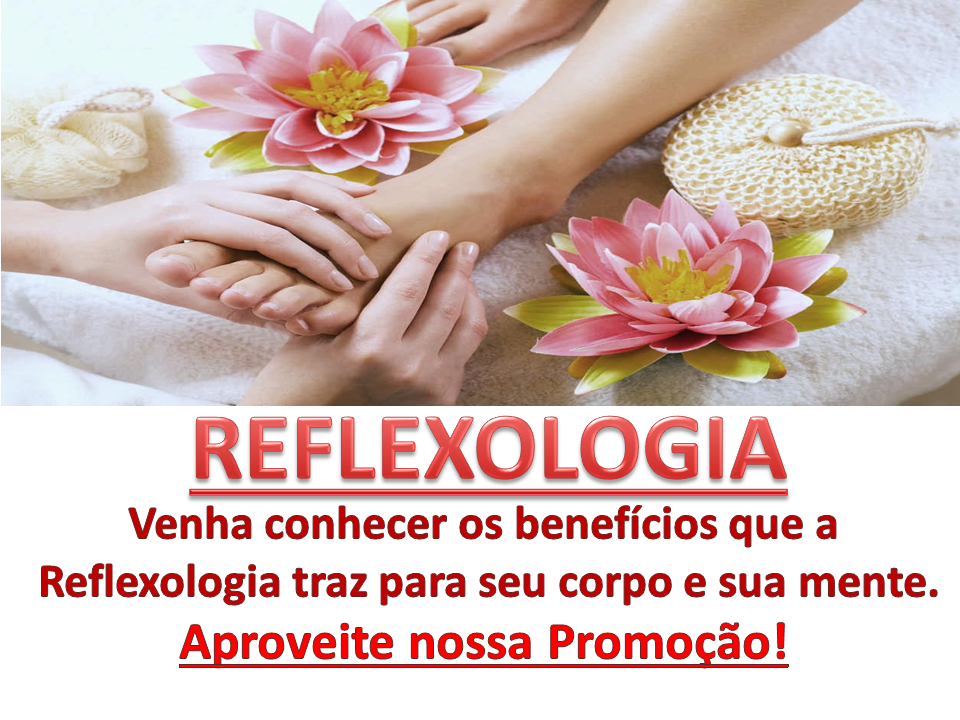 REFLEXOLOGIA
Venha conhecer os benefícios que a
Reflexologia traz para seu corpo e sua mente.
Aproveite nossa Promoção!